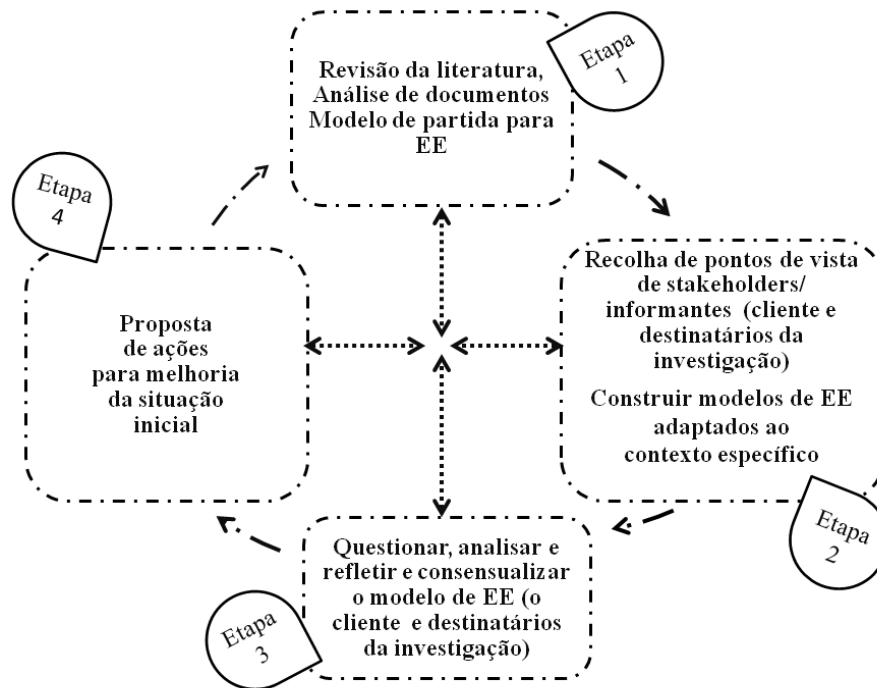 Etapa
1
Revisão da literatura,
Análise de documentos
Modelo de partida para
EE
Etapa
2
Recolha de pontos de
vista de stakeholders/
informantes (cliente e
destinatários da
investigação)
Construir modelos de EE
adaptados ao
contexto específico
Etapa
3
Questionar, analisar e
refletir e consensualizar
o modelo de EE (o
cliente e destinatários
da investigação)
Etapa
4
Proposta
de ações
para melhoria
da situação
inicial